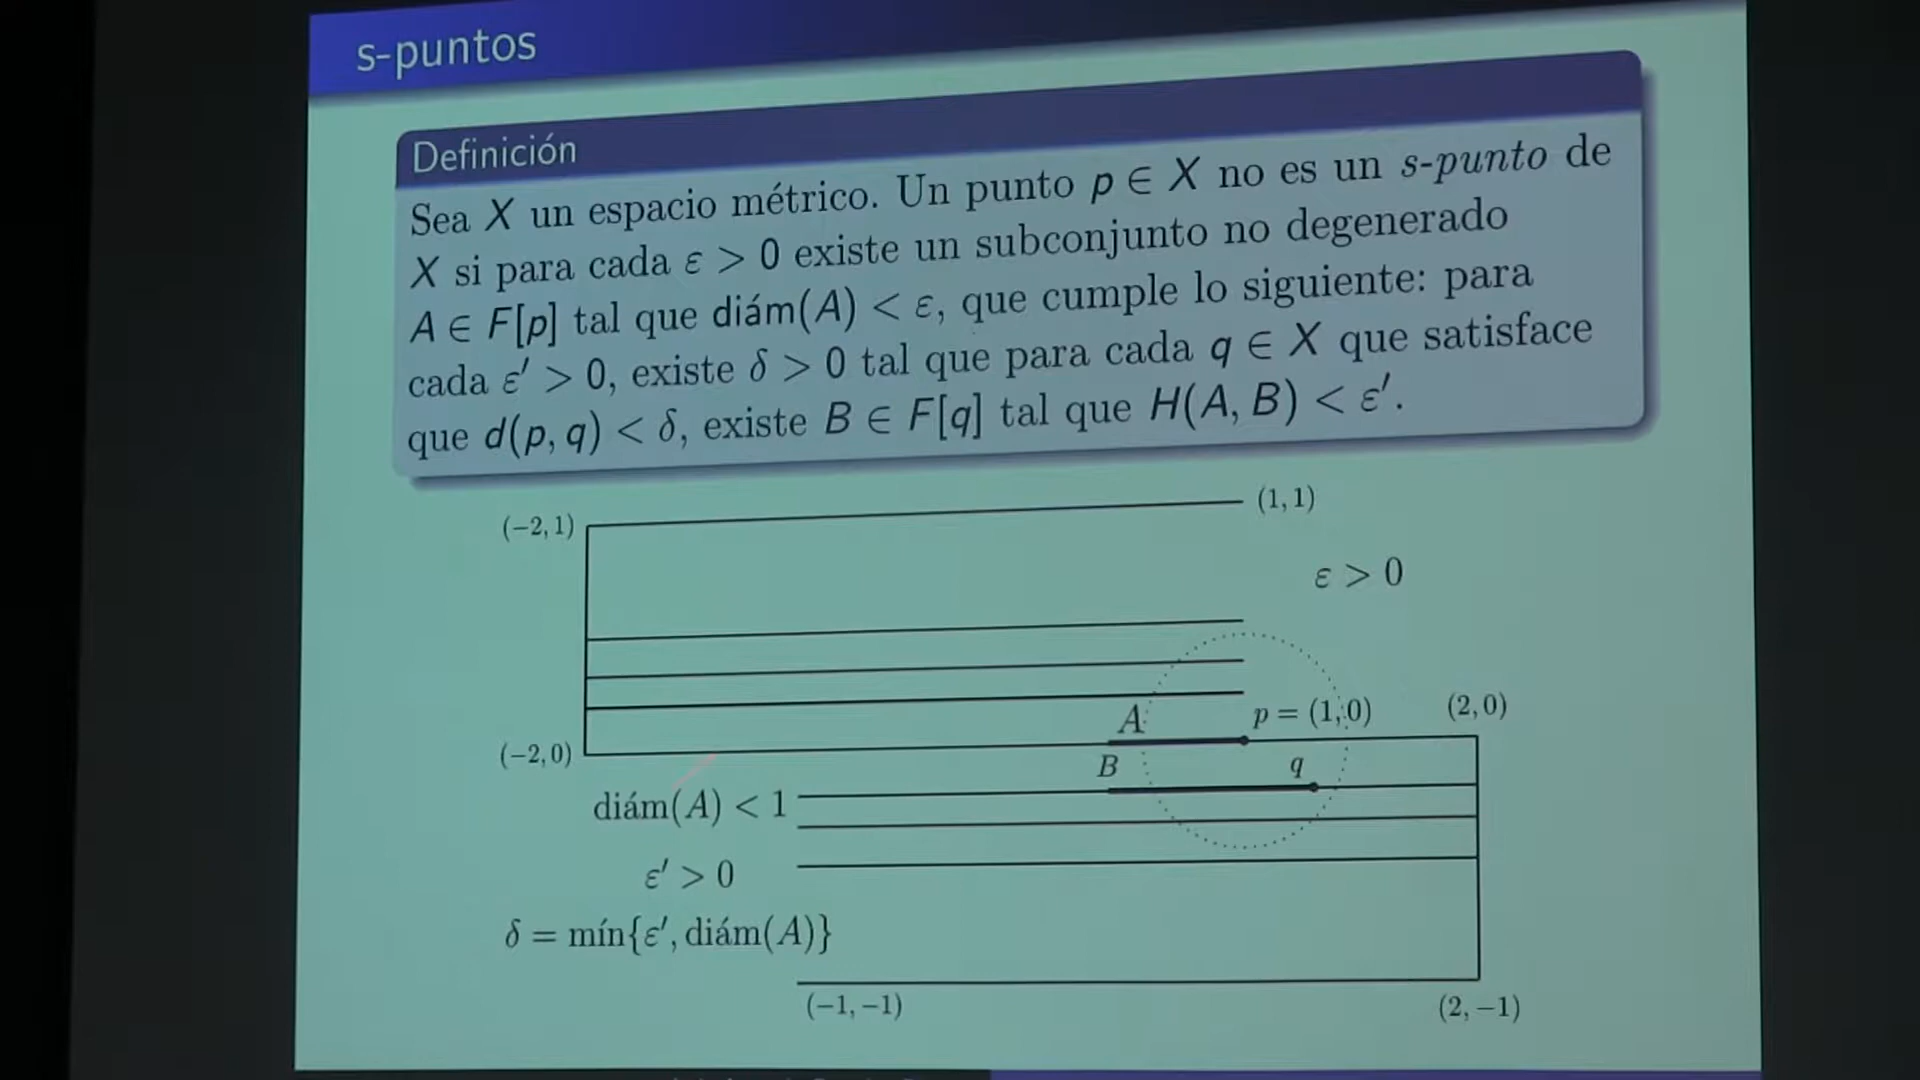 s-puntos
Definición
Sea X un espacio métrico. Un punto p ∈ X no es un s-punto de
X si para cada ε > 0 existe un subconjunto no degenerado
A ∈ F[p] tal que diám(A) < ε, que cumple lo siguiente: para
cada ε′ > 0, existe δ > 0 tal que para cada q ∈ X que satisface
que d(p, q) < δ, existe B ∈ F[q] tal que H(A, B) < ε′.
(−2, 1)
(1, 1)
ε > 0
A
p = (1, 0)
(2, 0)
(−2, 0)
B
q
diám(A) < 1
ε′ > 0
δ = mín{ε′, diám(A)}
(−1, −1)
(2, −1)